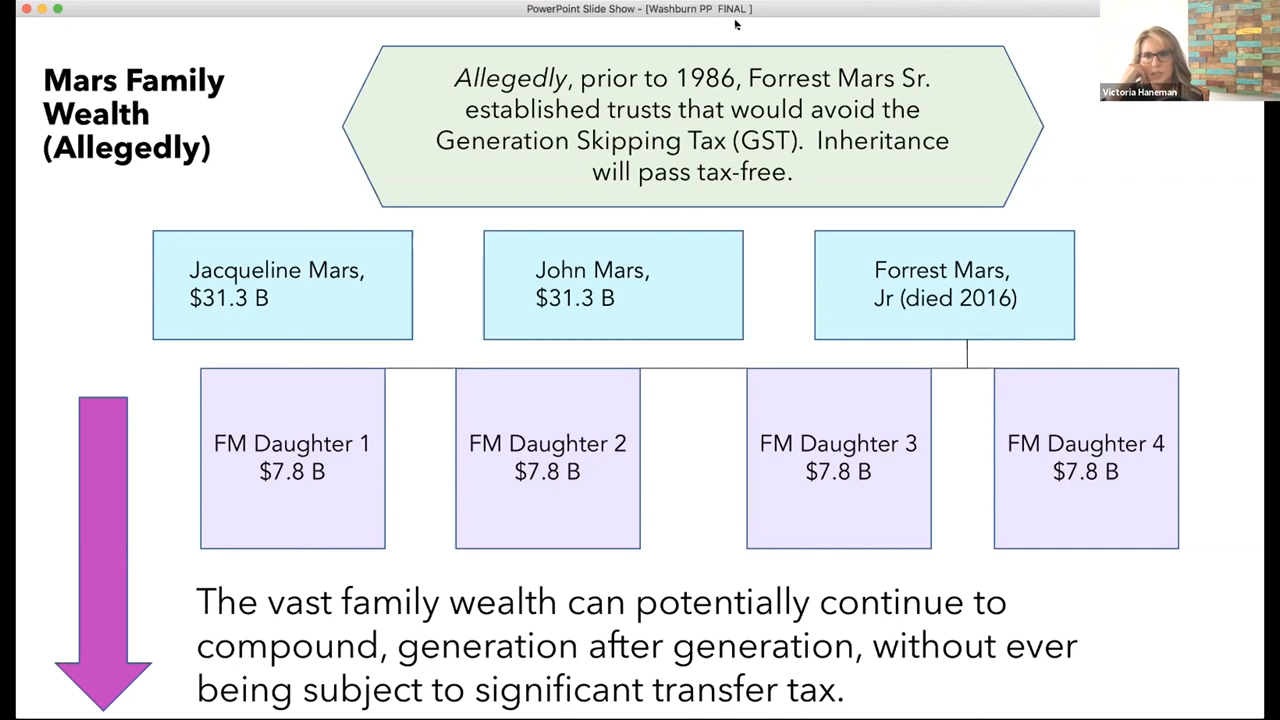 PowerPoint Slide Show - [Washburn PP FINAL ]
Mars Family
Wealth
(Allegedly)
Allegedly, prior to 1986, Forrest Mars Sr.
established trusts that would avoid the
Generation Skipping Tax (GST). Inheritance
will pass tax-free.
Victoria Haneman
Jacqueline Mars,
$31.3 B
John Mars,
$31.3 B
Forrest Mars,
Jr (died 2016)
FM Daughter 1
$7.8 B
FM Daughter 2
$7.8 B
FM Daughter 3
$7.8 B
FM Daughter 4
$7.8 B
The vast family wealth can potentially continue to
compound, generation after generation, without ever
being subject to significant transfer tax.